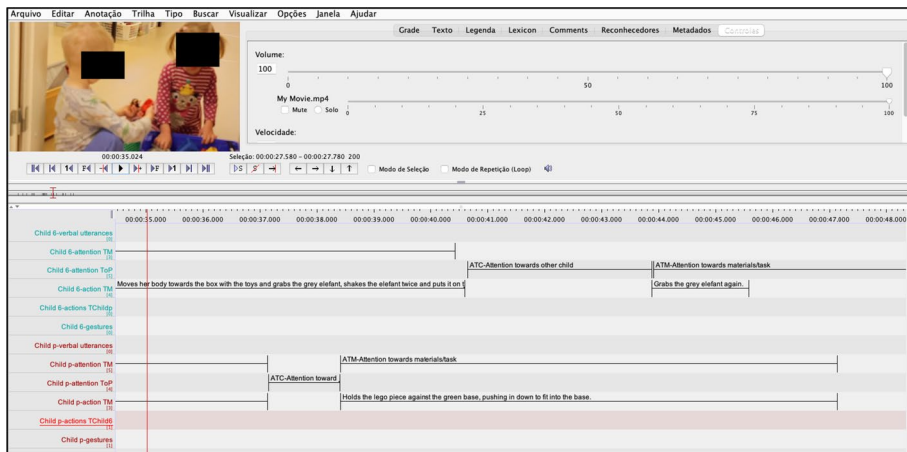 Arquivo Editar Anotação Trilha Tipo Buscar Visualizar Opções Janela Ajudar
Grade Texto Legenda Lexicon Comments Reconhecedores Metadados Controles
Volume:
100
0 50 100
My Movie.mp4
Mute Solo
0 25 50 75 100
Velocidade:
00:00:35.024
Seleção: 00:00:27.580 - 00:00:27.780 200
Modo de Seleção Modo de Repetição (Loop)
00:00:35.000 00:00:36.000 00:00:37.000 00:00:38.000 00:00:39.000 00:00:40.000 00:00:41.000 00:00:42.000 00:00:43.000 00:00:44.000 00:00:45.000 00:00:46.000 00:00:47.000 00:00:48.000
Child 6-verbal utterances
Child 6-attention TM
Child 6-attention ToP
ATC-Attention towards other child ATM-Attention towards materials/task
Child 6-action TM
Moves her body towards the box with the toys and grabs the grey elefant, shakes the elefant twice and puts it on t Grabs the grey elefant again.
Child 6-actions TChildp
Child 6-gestures
Child p-verbal utterances
Child p-attention TM
ATM-Attention towards materials/task
Child p-attention ToP
ATC-Attention toward
Child p-action TM
Holds the lego piece against the green base, pushing in down to fit into the base.
Child p-actions TChild6
Child p-gestures